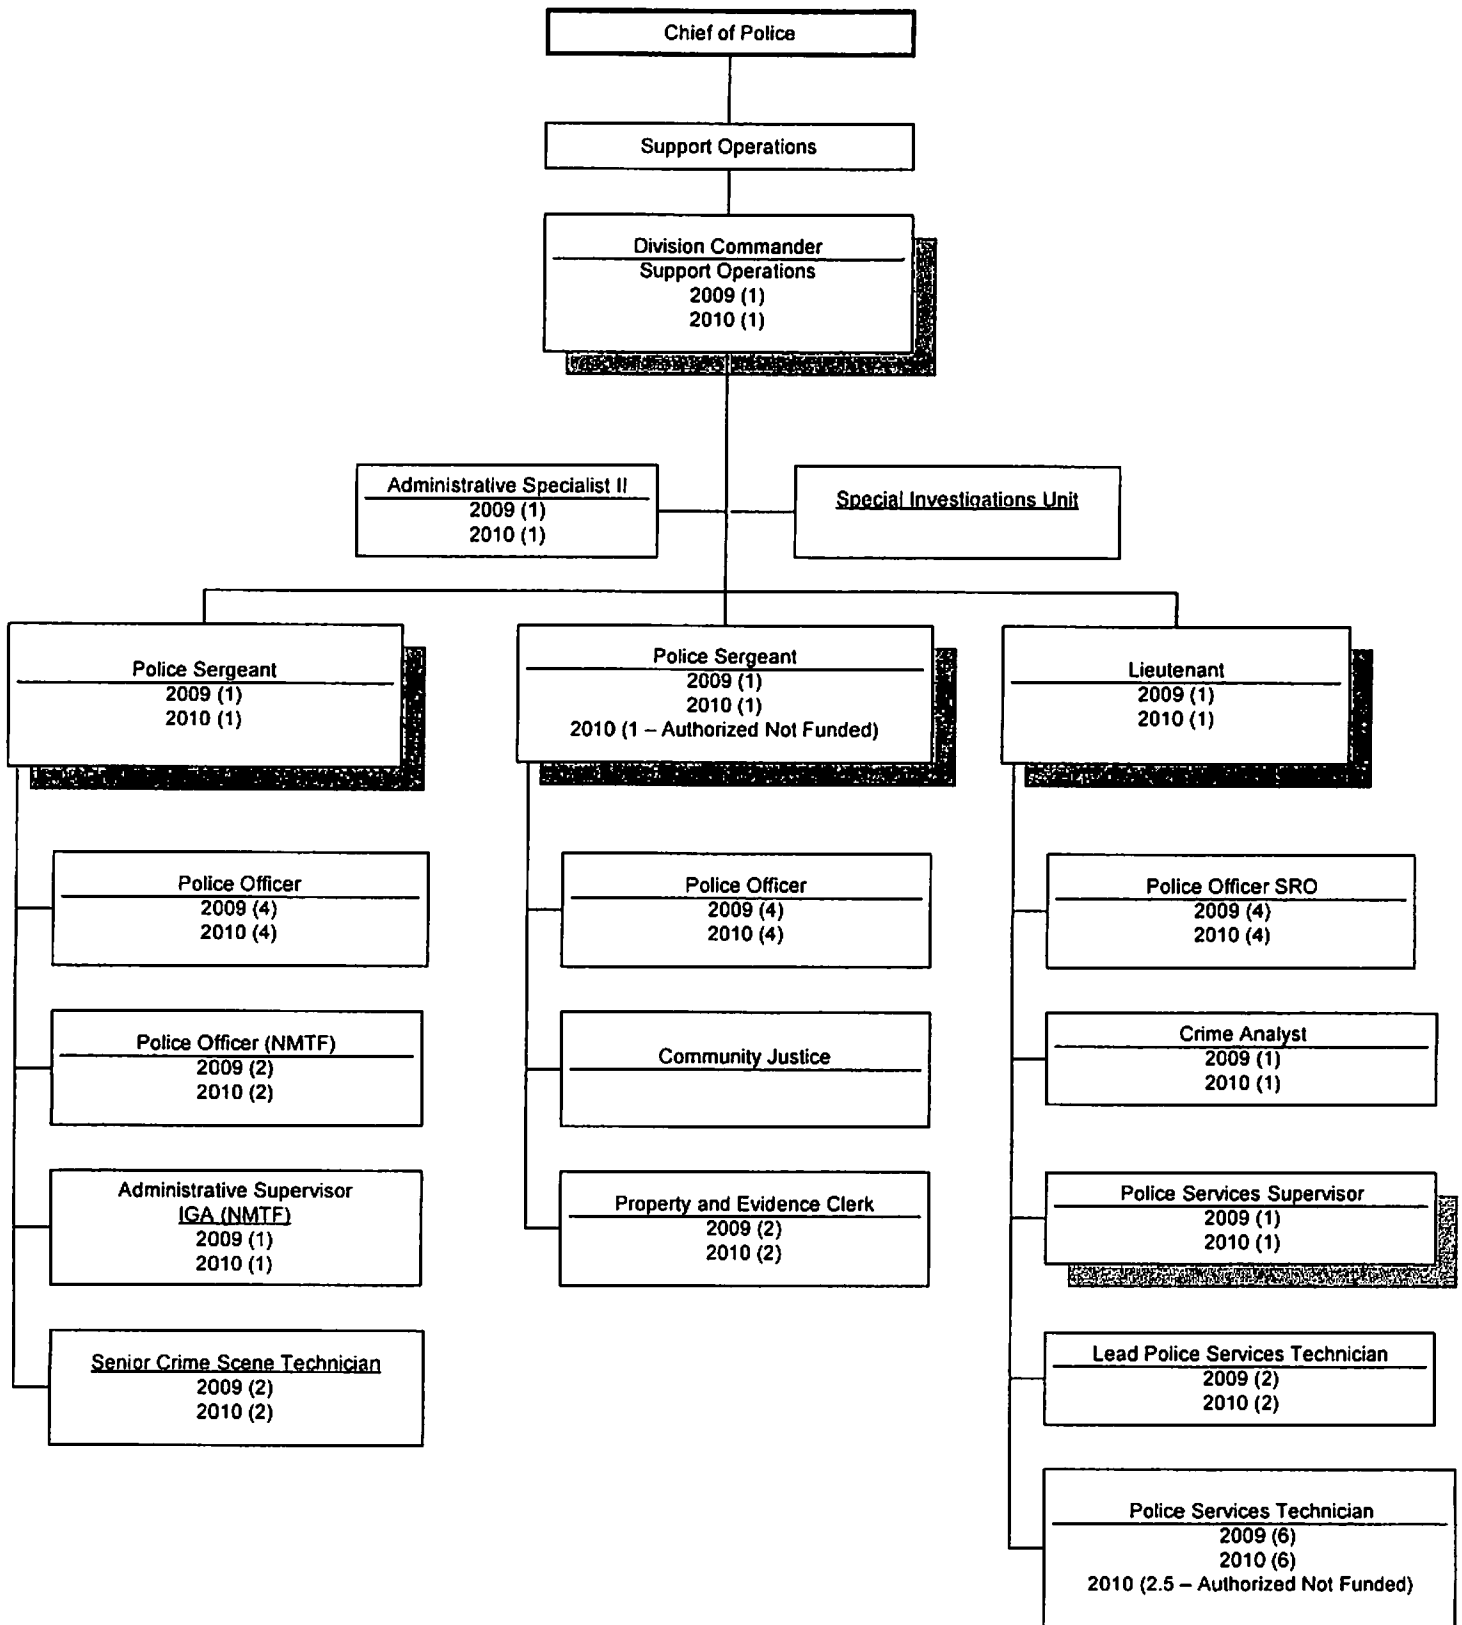 Chief of Police
Support Operations
Division Commander
Support Operations
2009 (1)
2010 (1)
Administrative Specialist II
2009 (1)
2010 (1)
Special Investigations Unit
Police Sergeant
2009 (1)
2010 (1)
Police Officer
2009 (4)
2010 (4)
Police Officer (NMTF)
2009 (2)
2010 (2)
Administrative Supervisor
IGA (NMTF)
2009 (1)
2010 (1)
Senior Crime Scene Technician
2009 (2)
2010 (2)
Police Sergeant
2009 (1)
2010 (1)
2010 (1 – Authorized Not Funded)
Police Officer
2009 (4)
2010 (4)
Community Justice
Property and Evidence Clerk
2009 (2)
2010 (2)
Lieutenant
2009 (1)
2010 (1)
Police Officer SRO
2009 (4)
2010 (4)
Crime Analyst
2009 (1)
2010 (1)
Police Services Supervisor
2009 (1)
2010 (1)
Lead Police Services Technician
2009 (2)
2010 (2)
Police Services Technician
2009 (6)
2010 (6)
2010 (2.5 – Authorized Not Funded)